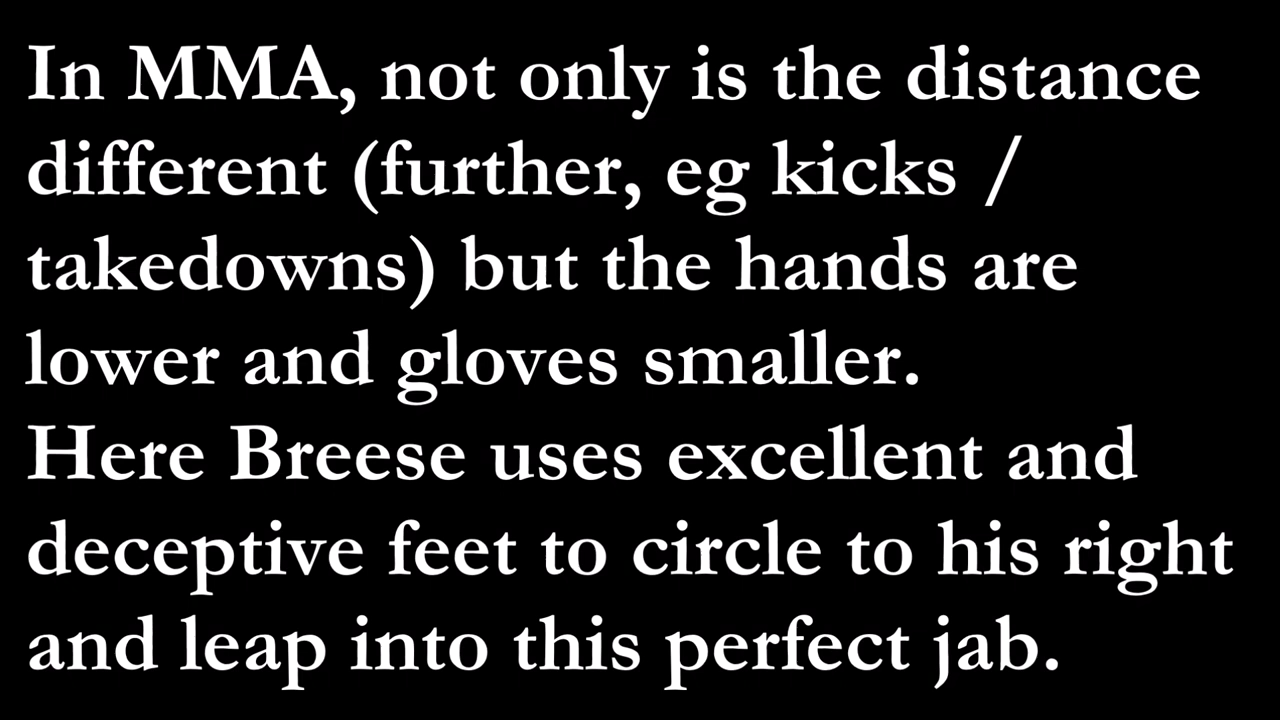 In MMA, not only is the distance
different (further, eg kicks /
takedowns) but the hands are
lower and gloves smaller.
Here Breese uses excellent and
deceptive feet to circle to his right
and leap into this perfect jab.